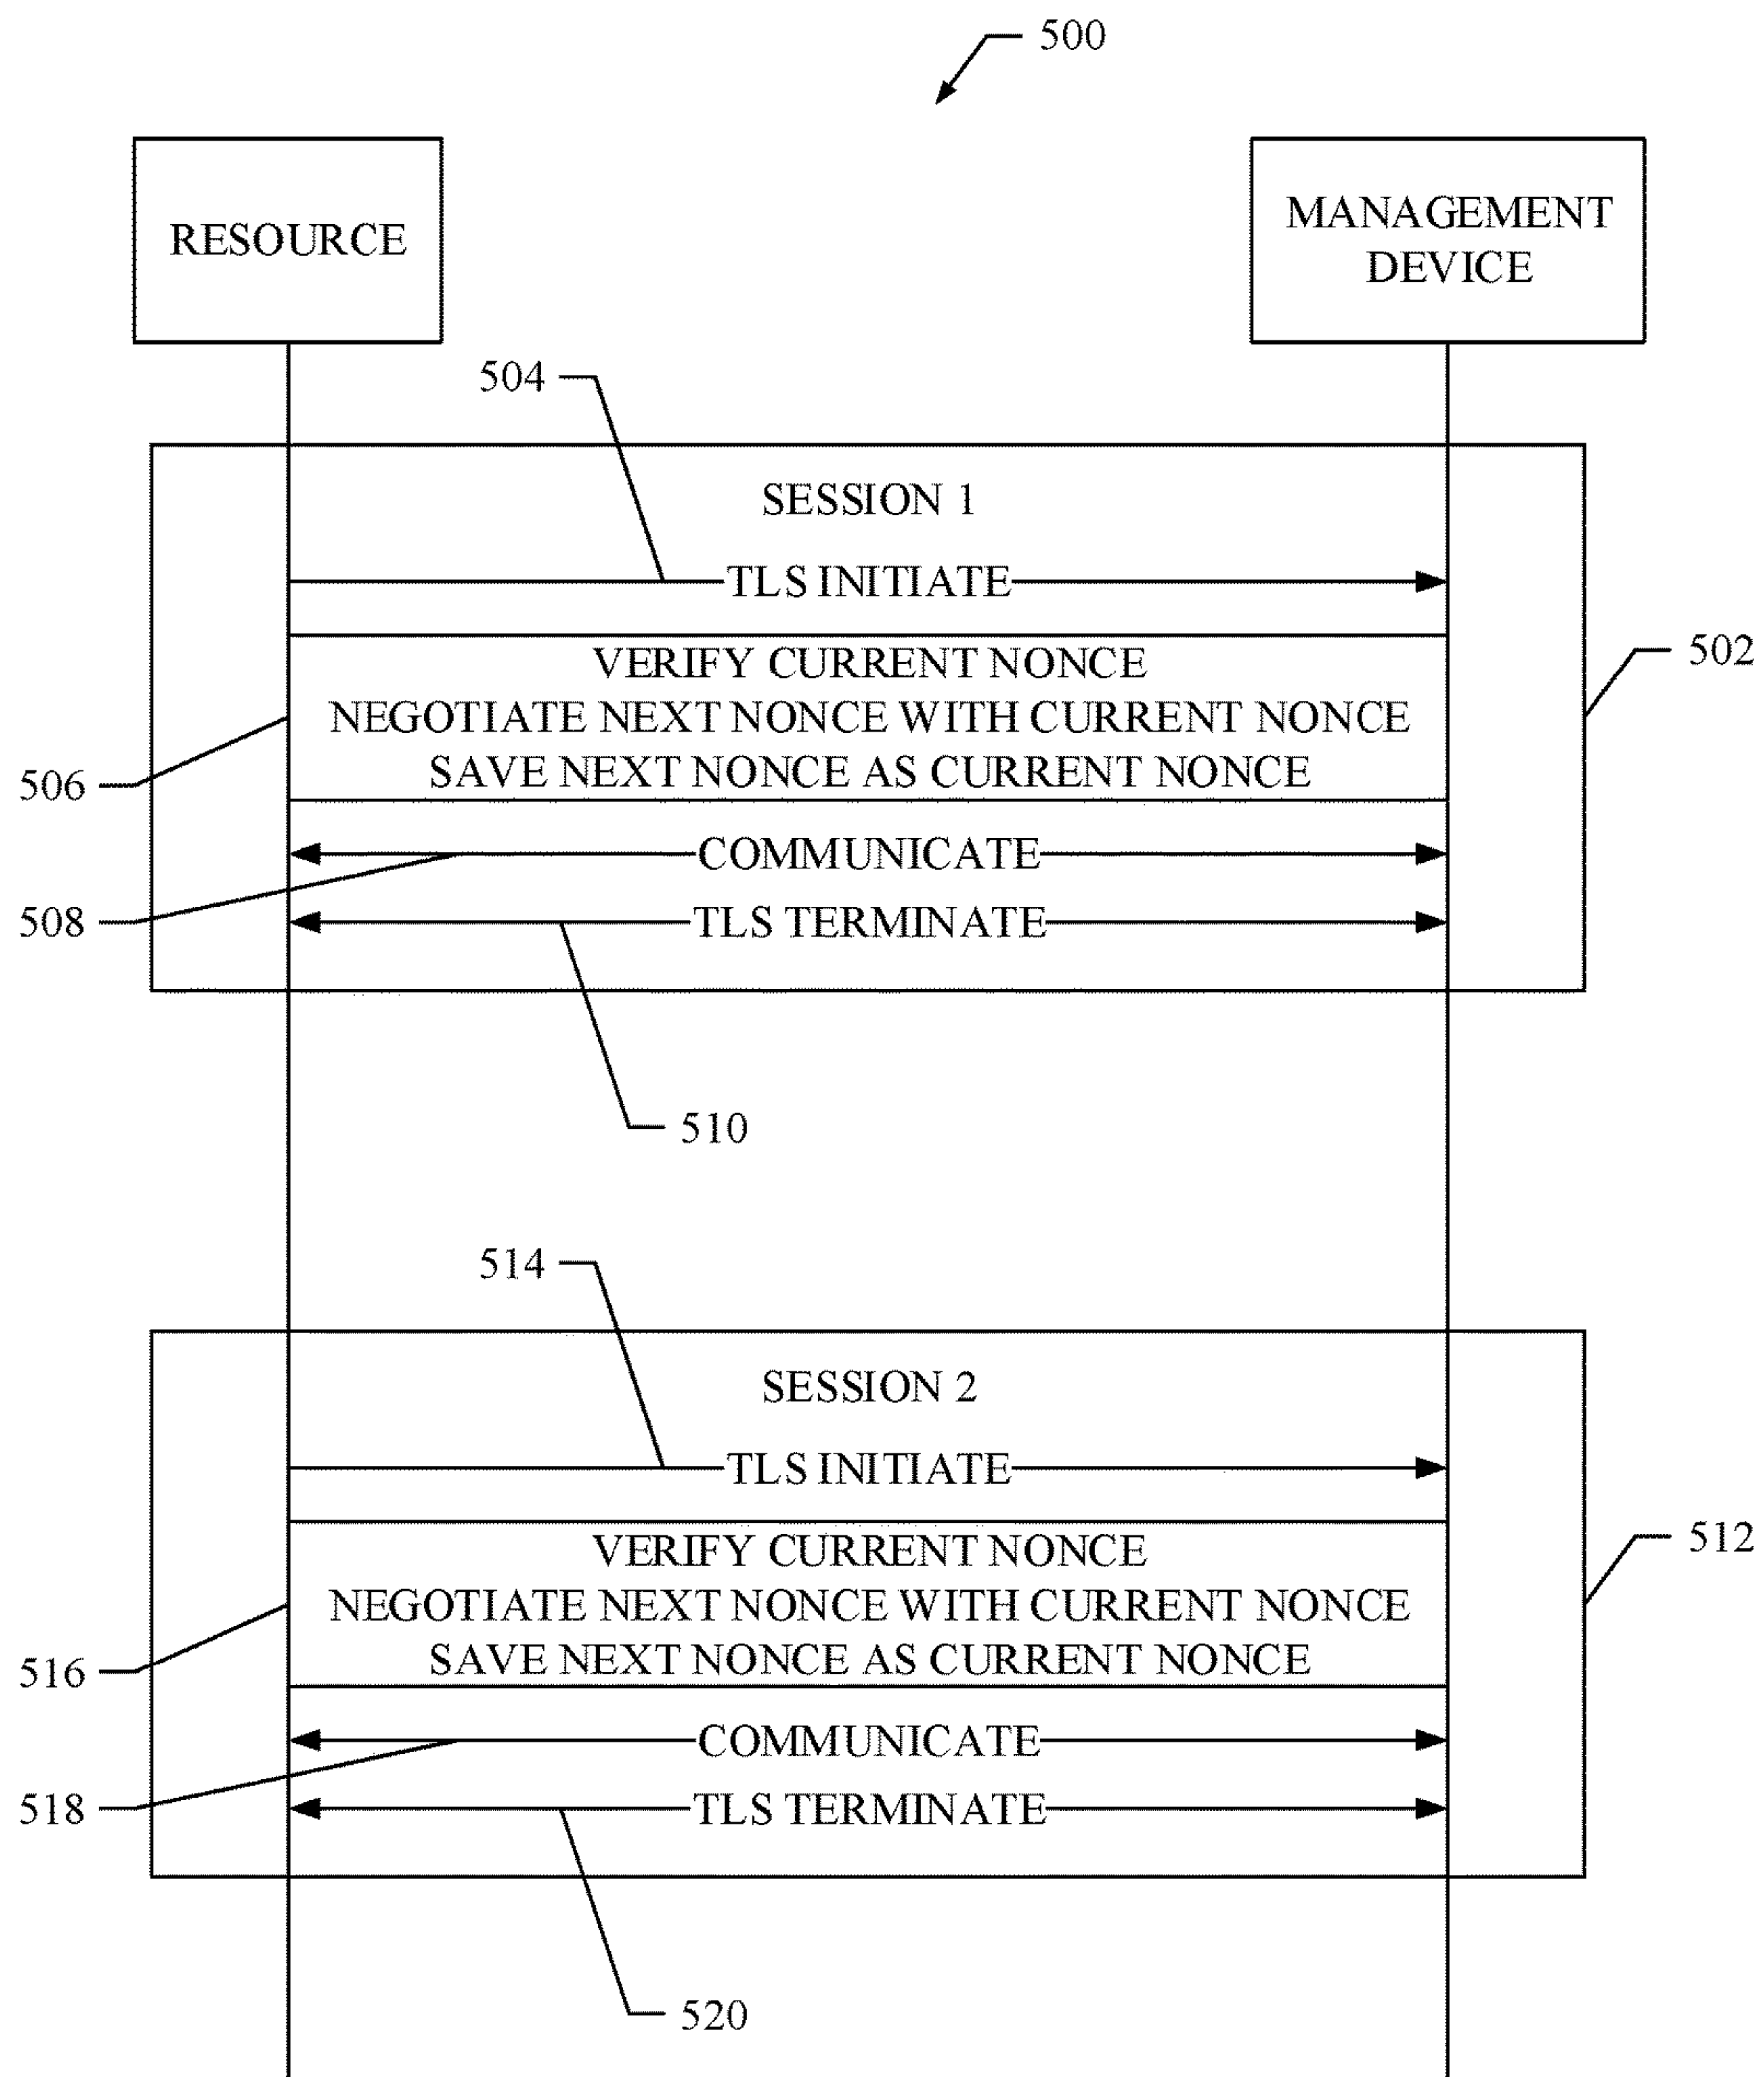 500
RESOURCE
MANAGEMENT
DEVICE
504
SESSION 1
TLS INITIATE
502
VERIFY CURRENT NONCE
NEGOTIATE NEXT NONCE WITH CURRENT NONCE
SAVE NEXT NONCE AS CURRENT NONCE
506
COMMUNICATE
508
TLS TERMINATE
510
514
SESSION 2
TLS INITIATE
512
VERIFY CURRENT NONCE
NEGOTIATE NEXT NONCE WITH CURRENT NONCE
SAVE NEXT NONCE AS CURRENT NONCE
516
COMMUNICATE
518
TLS TERMINATE
520